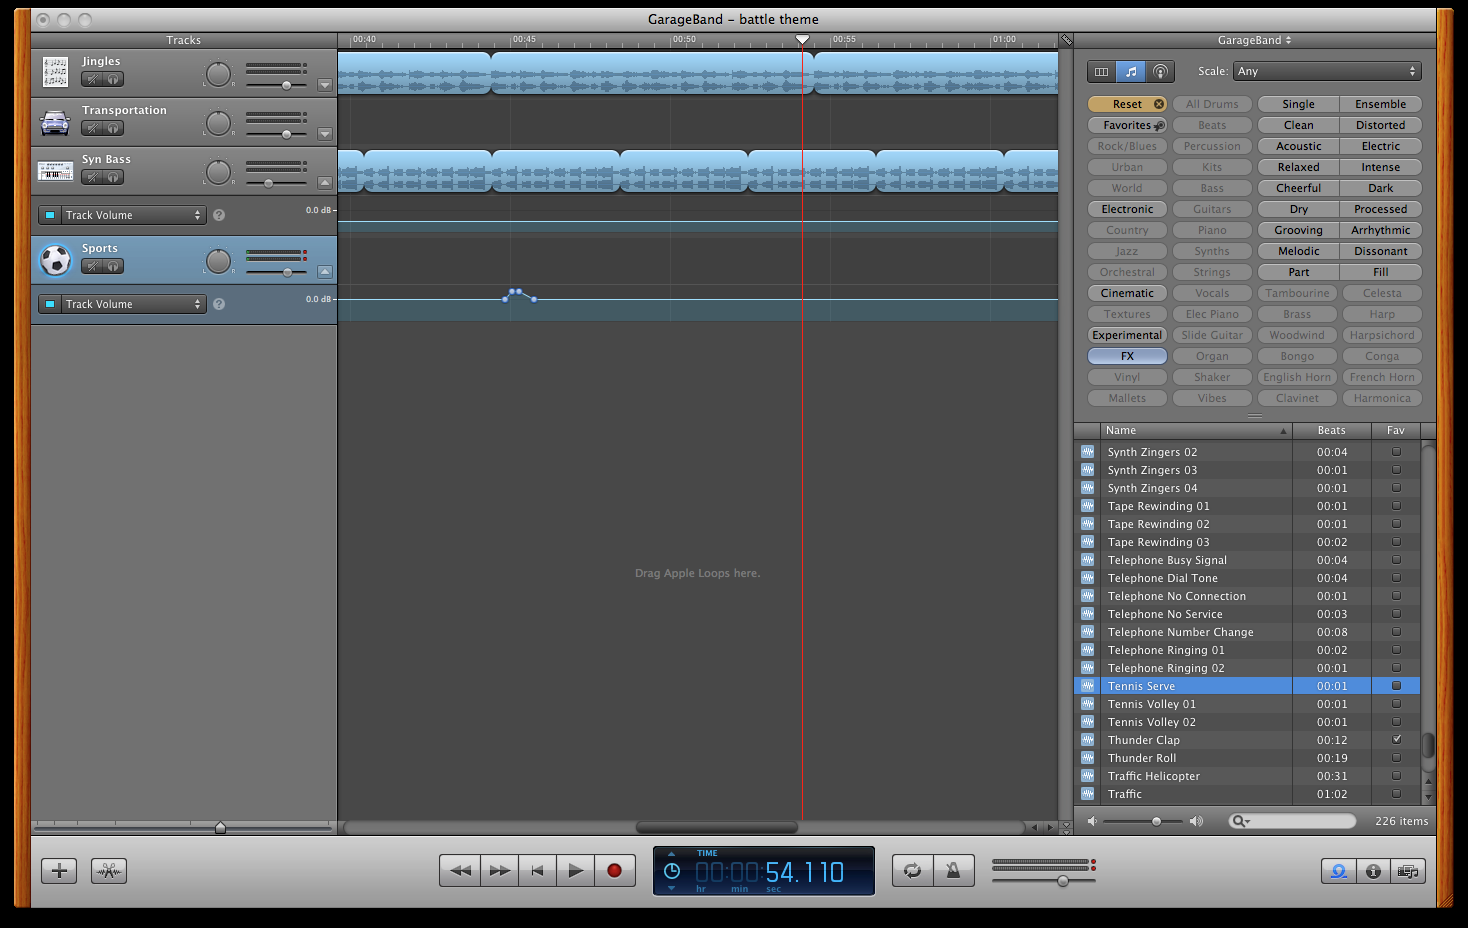 GarageBand – battle theme
Tracks
00:40 00:45 00:50 00:55 01:00
GarageBand
Jingles
Transportation
Syn Bass
Track Volume ? 0.0 dB
Sports
Track Volume ? 0.0 dB
L R
L R
L R
L R
Drag Apple Loops here.
Scale: Any
Reset All Drums Single Ensemble
Favorites Beats Clean Distorted
Rock/Blues Percussion Acoustic Electric
Urban Kits Relaxed Intense
World Bass Cheerful Dark
Electronic Guitars Dry Processed
Country Piano Grooving Arrhythmic
Jazz Synths Melodic Dissonant
Orchestral Strings Part Fill
Cinematic Vocals Tambourine Celesta
Textures Elec Piano Brass Harp
Experimental Slide Guitar Woodwind Harpsichord
FX Organ Bongo Conga
Vinyl Shaker English Horn French Horn
Mallets Vibes Clavinet Harmonica
Name Beats Fav
Synth Zingers 02 00:04
Synth Zingers 03 00:01
Synth Zingers 04 00:01
Tape Rewinding 01 00:01
Tape Rewinding 02 00:01
Tape Rewinding 03 00:02
Telephone Busy Signal 00:04
Telephone Dial Tone 00:04
Telephone No Connection 00:01
Telephone No Service 00:03
Telephone Number Change 00:08
Telephone Ringing 01 00:02
Telephone Ringing 02 00:01
Tennis Serve 00:01
Tennis Volley 01 00:01
Tennis Volley 02 00:01
Thunder Clap 00:12
Thunder Roll 00:19
Traffic Helicopter 00:31
Traffic 01:02
226 items
TIME
00:00:54.110
hr min sec